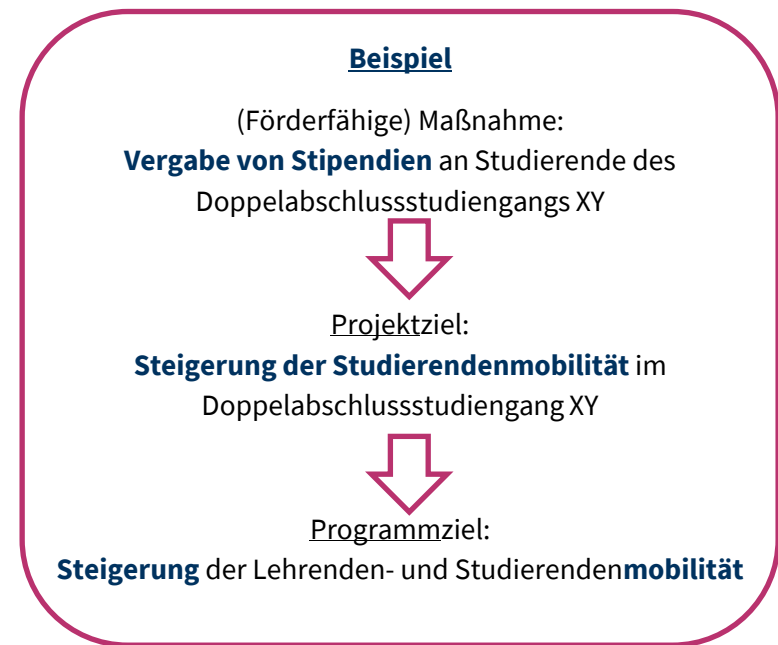 Beispiel
(Förderfähige) Maßnahme:
Vergabe von Stipendien an Studierende des
Doppelabschlussstudiengangs XY
Projektziel:
Steigerung der Studierendenmobilität im
Doppelabschlussstudiengang XY
Programmziel:
Steigerung der Lehrenden- und Studierendenmobilität